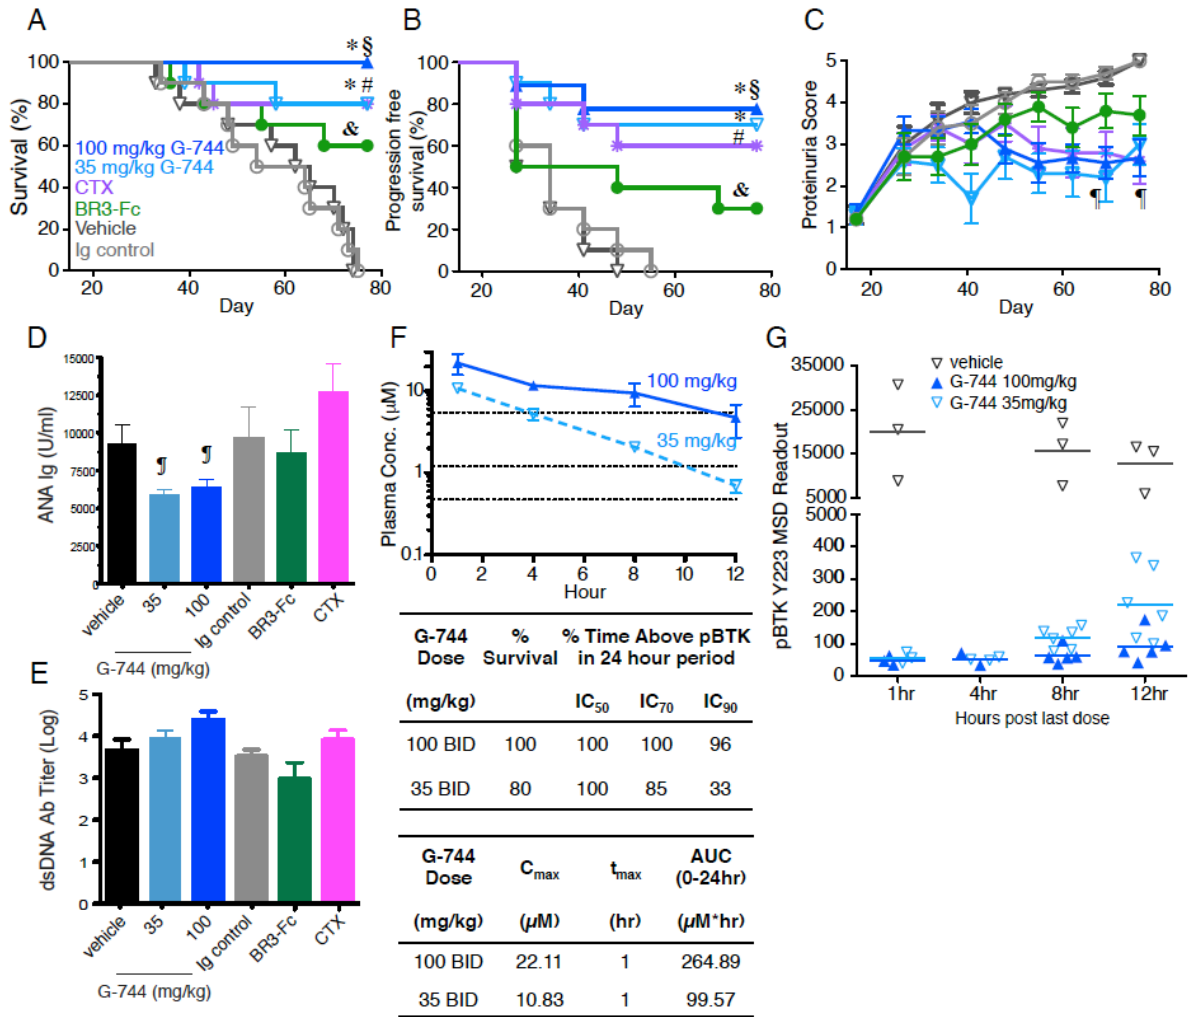 A
Survival (%)
100
80
60
40
20
0
* §
* #
&
100 mg/kg G-744
35 mg/kg G-744
CTX
BR3-Fc
Vehicle
Ig control
20 40 60 80
Day
B
Progression free
survival (%)
100
80
60
40
20
0
* §
*
#
&
20 40 60 80
Day
C
Proteinuria Score
5
4
3
2
1
0
¶ ¶
20 40 60 80
Day
D
ANA Ig (U/ml)
15000
12500
10000
7500
5000
2500
0
¶ ¶
vehicle
35
100
Ig control
BR3-Fc
CTX
G-744 (mg/kg)
E
dsDNA Ab Titer (Log)
5
4
3
2
1
0
vehicle
35
100
Ig control
BR3-Fc
CTX
G-744 (mg/kg)
F
Plasma Conc. (µM)
10
1
0.1
100 mg/kg
35 mg/kg
0 2 4 6 8 10 12
Hour
G-744 % % Time Above pBTK
Dose Survival in 24 hour period
(mg/kg) IC50 IC70 IC90
100 BID 100 100 100 96
35 BID 80 100 85 33
G-744 Cmax tmax AUC
Dose (0-24hr)
(mg/kg) (µM) (hr) (µM*hr)
100 BID 22.11 1 264.89
35 BID 10.83 1 99.57
G
pBTK Y223 MSD Readout
35000
25000
15000
5000
500
400
300
200
100
0
vehicle
G-744 100mg/kg
G-744 35mg/kg
1hr 4hr 8hr 12hr
Hours post last dose